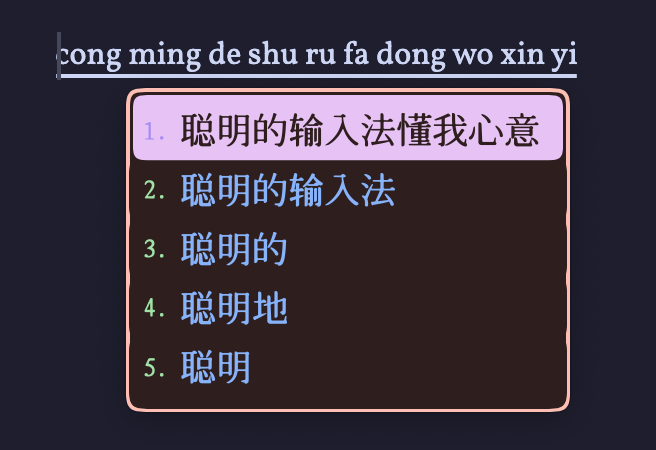 cong ming de shu ru fa dong wo xin yi
1. 聪明的输入法懂我心意
2. 聪明的输入法
3. 聪明的
4. 聪明地
5. 聪明